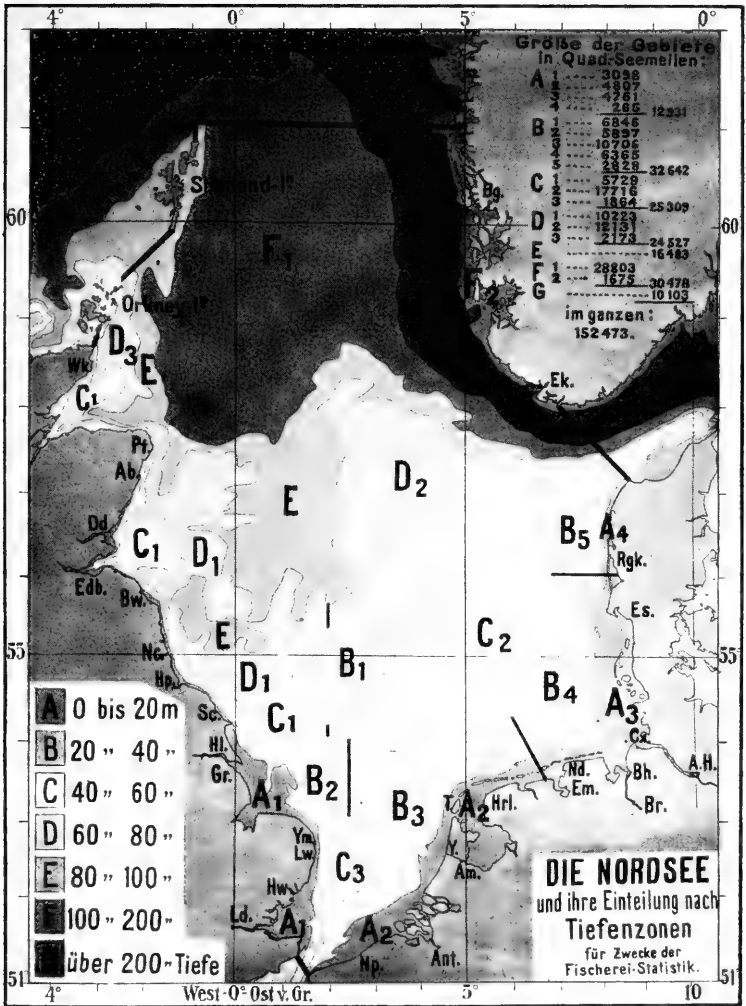 4° 0° 5° 0°
Größe der Gebiete
in Quad-Seemeilen:
A 1 ---- 3098
2 ---- 4807
3 ---- 4761
4 ---- 265 12931
B 1 ---- 6846
2 ---- 5897
3 ---- 10706
4 ---- 6365
5 ---- 2828 32642
C 1 ---- 5729
2 ---- 17716
3 ---- 1864 25309
D 1 ---- 10223
2 ---- 12131
3 ---- 2173 24527
E ---- 16483
F 1 ---- 28803
2 ---- 1675 30478
G ---- 10103
im ganzen:
152473.
Shetland-Iⁿ
Bg.
60° 60°
F1
F2
Orkney-Iⁿ
D3
Wk.
E
Ek.
C1
Pt.
Ab.
D2
E
Dd.
C1
D1
B5 A4
Rgk.
Edb.
Bw.
Es.
E
C2
Nc.
55 55°
B1
Hp.
D1
B4
A3
Sc.
C1
Cx.
Hl.
A.H.
Gr.
Nd.
Bh.
Em.
A1
B2
B3
T.
A2
Hrl.
Br.
Ym.
Lw.
Y.
Am.
C3
Hw.
Ld.
A1
A2
Ant.
Np.
A 0 bis 20m
B 20 „ 40 „
C 40 „ 60 „
D 60 „ 80 „
E 80 „ 100 „
F 100 „ 200 „
über 200 „ Tiefe
DIE NORDSEE
und ihre Einteilung nach
Tiefenzonen
für Zwecke der
Fischerei-Statistik.
51° 51°
4° West-0°-Ost v. Gr. 5° 10